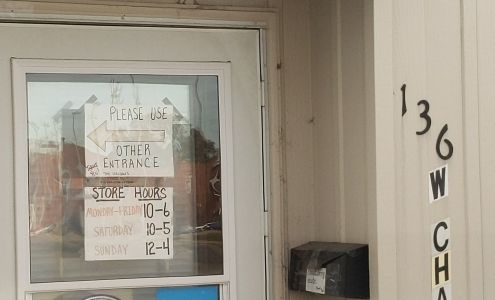 PLEASE USE
OTHER
ENTRANCE
STORE HOURS
MONDAY-FRIDAY 10-6
SATURDAY 10-5
SUNDAY 12-4
136
W CHA